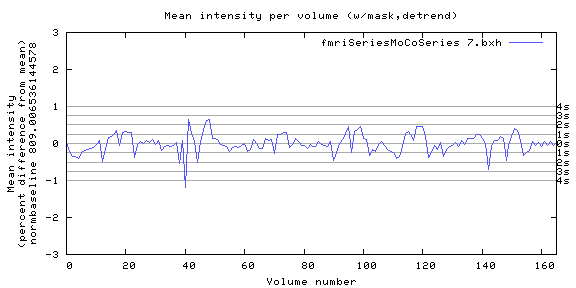 Mean intensity per volume (w/mask,detrend)
fmriSeriesMoCoSeries 7.bxh
Mean intensity
(percent difference from mean)
normbaseline 809.006536144578
3
2
1
0
-1
-2
-3
4s
3s
2s
1s
0s
1s
2s
3s
4s
0 20 40 60 80 100 120 140 160
Volume number